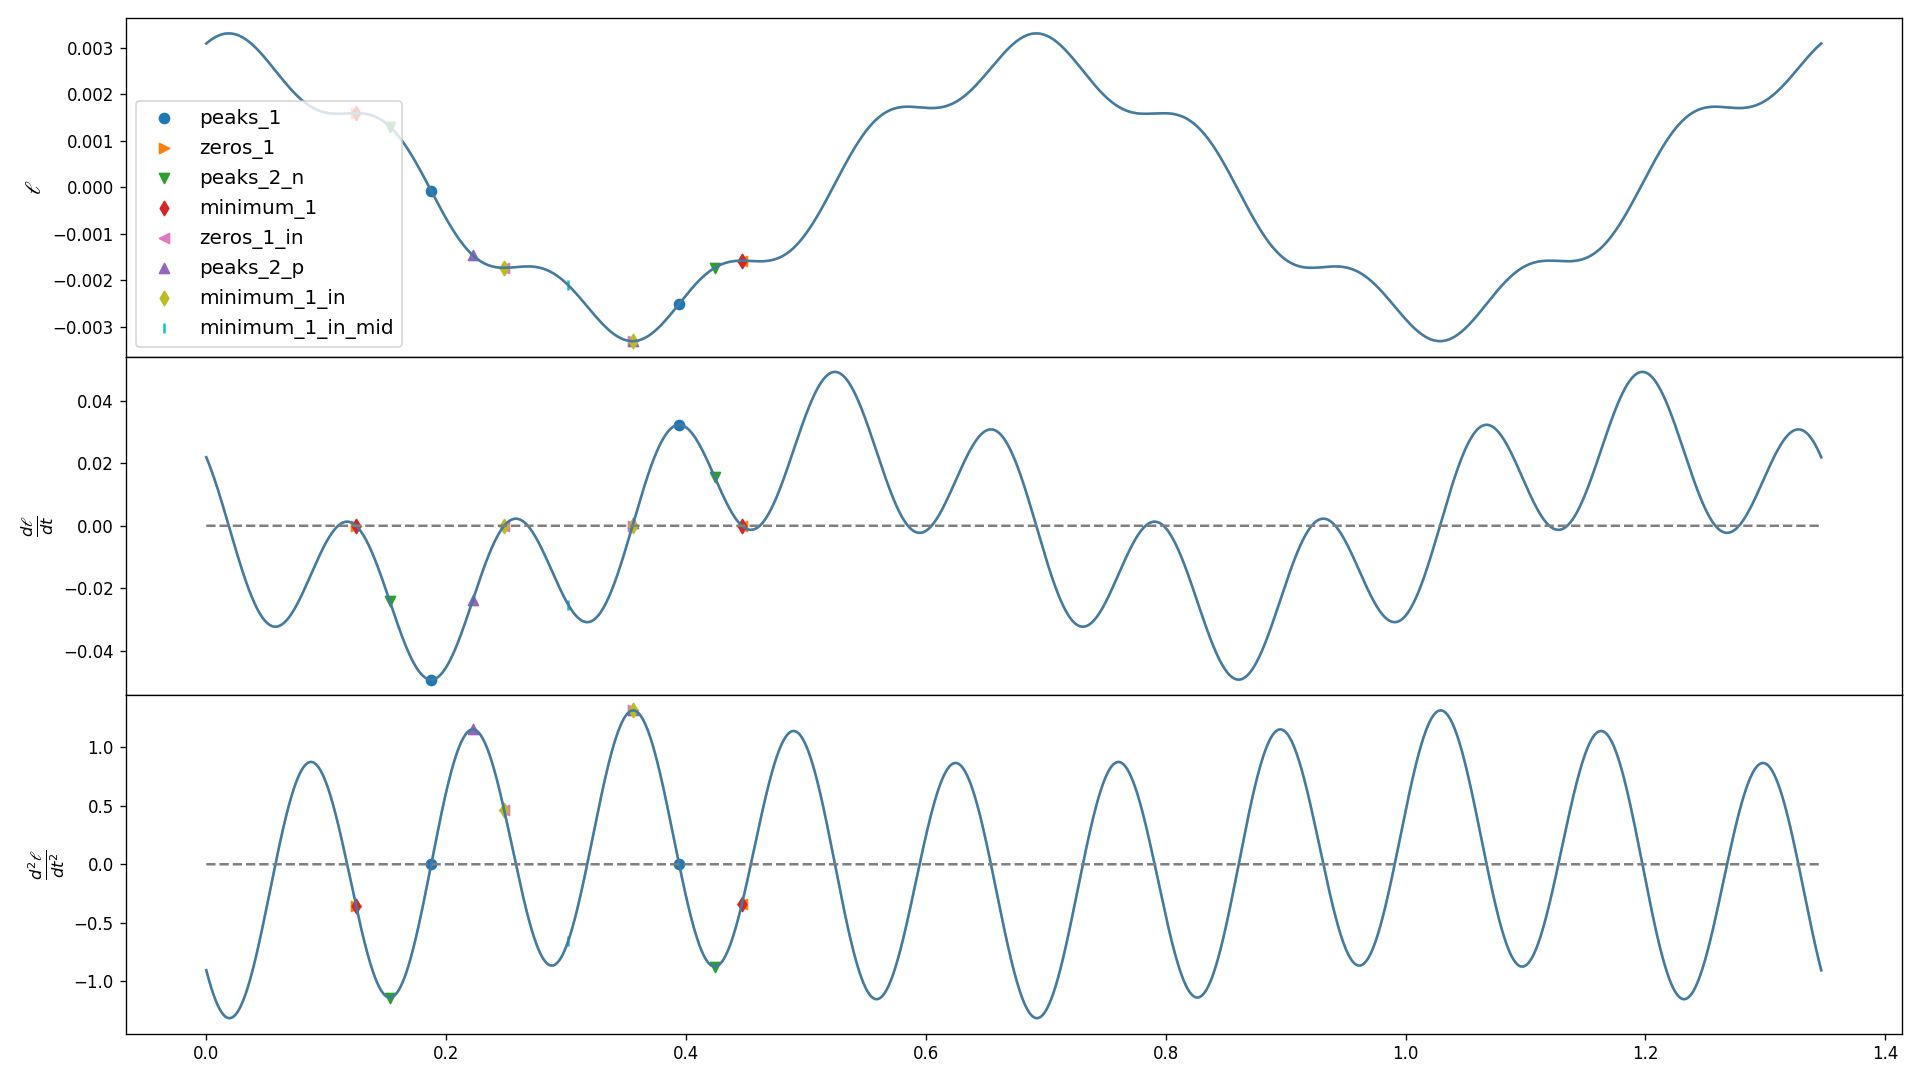 0.003
0.002
0.001
0.000
−0.001
−0.002
−0.003
ℓ
peaks_1
zeros_1
peaks_2_n
minimum_1
zeros_1_in
peaks_2_p
minimum_1_in
minimum_1_in_mid
0.04
0.02
0.00
−0.02
−0.04
dℓ
dt
1.0
0.5
0.0
−0.5
−1.0
d²ℓ
dt²
0.0 0.2 0.4 0.6 0.8 1.0 1.2 1.4